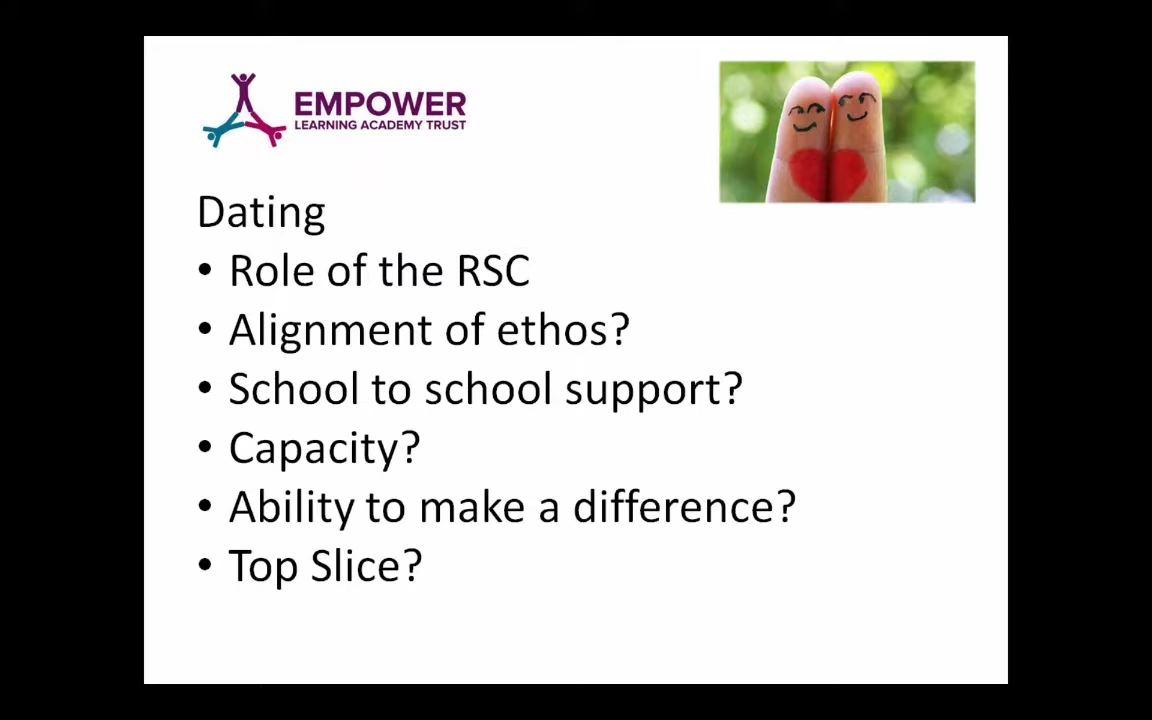 EMPOWER
LEARNING ACADEMY TRUST
Dating
• Role of the RSC
• Alignment of ethos?
• School to school support?
• Capacity?
• Ability to make a difference?
• Top Slice?